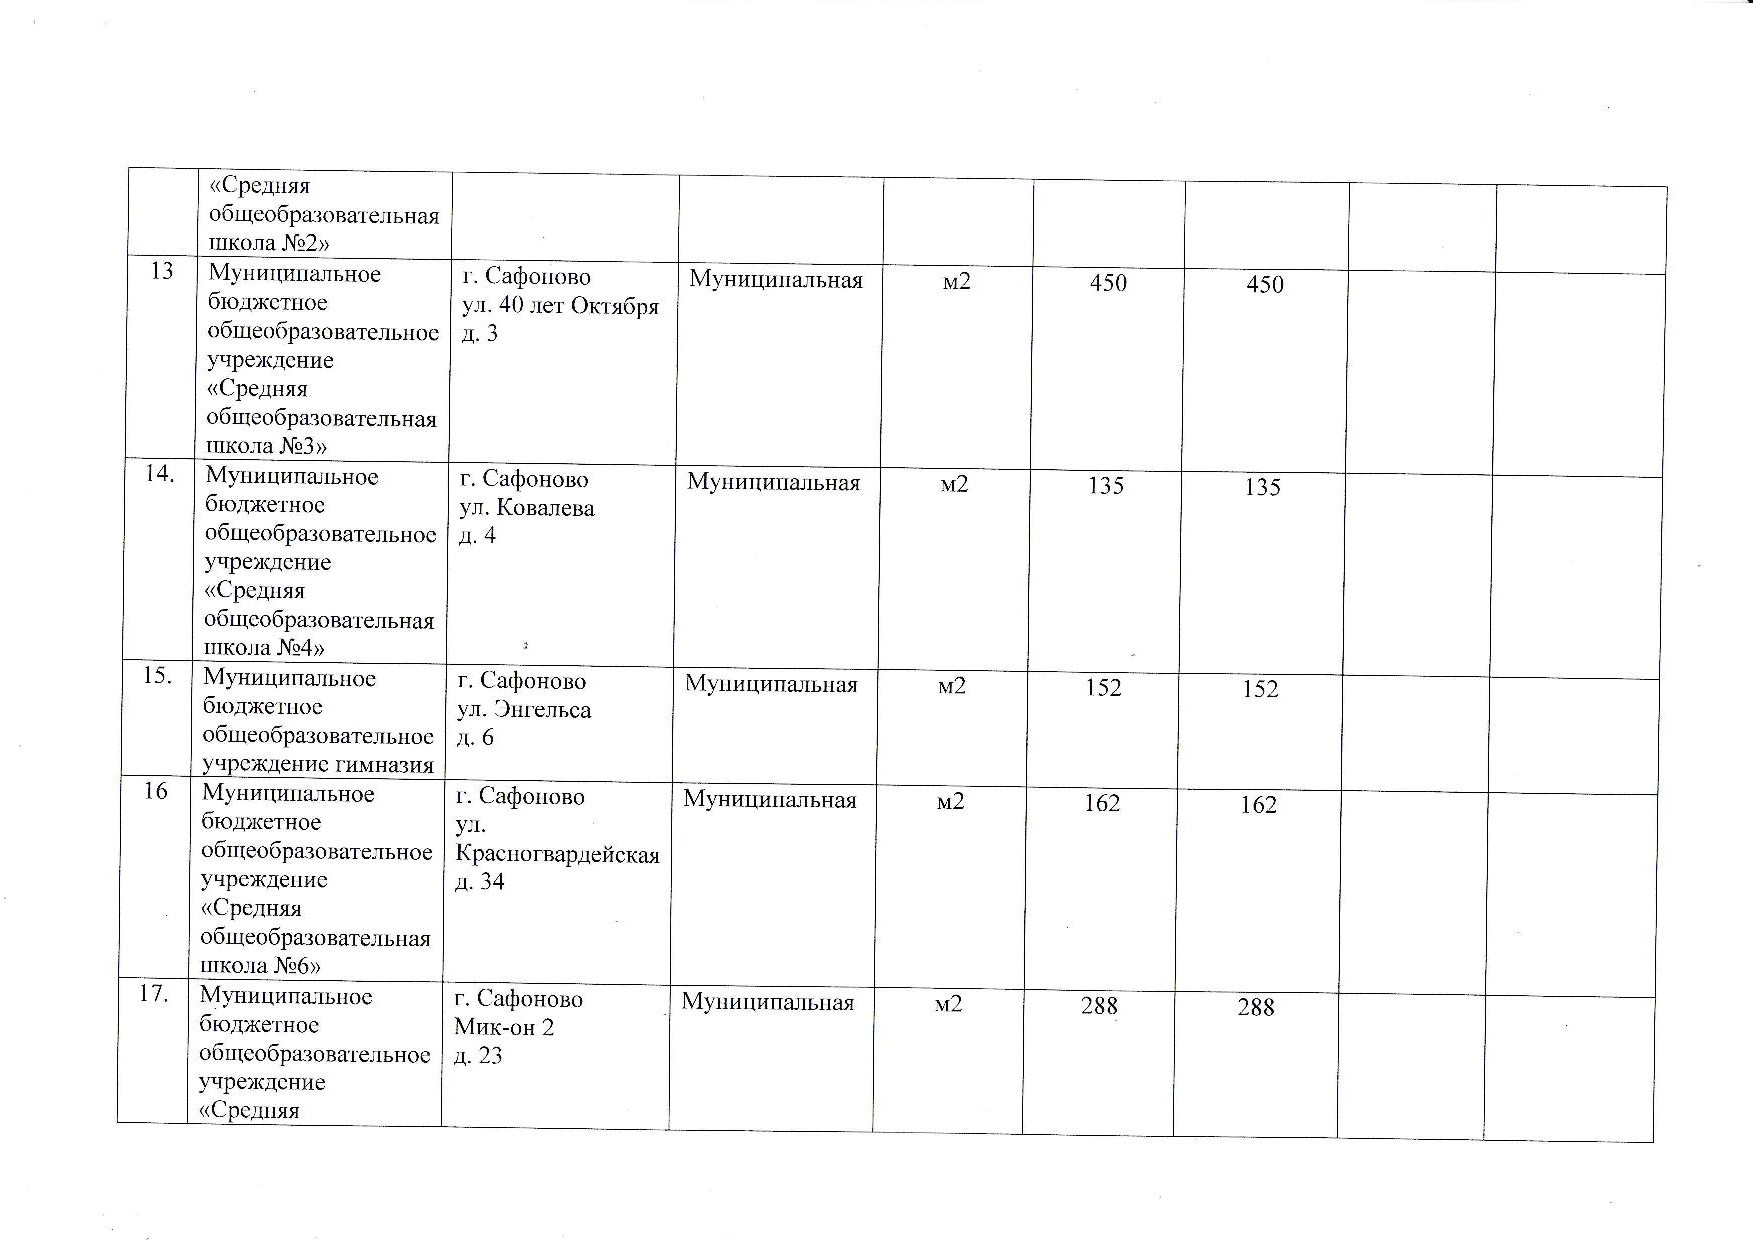 «Средняя
общеобразовательная
школа №2»
13
Муниципальное
бюджетное
общеобразовательное
учреждение
«Средняя
общеобразовательная
школа №3»
г. Сафоново
ул. 40 лет Октября
д. 3
Муниципальная
м2
450
450
14.
Муниципальное
бюджетное
общеобразовательное
учреждение
«Средняя
общеобразовательная
школа №4»
г. Сафоново
ул. Ковалева
д. 4
Муниципальная
м2
135
135
15.
Муниципальное
бюджетное
общеобразовательное
учреждение гимназия
г. Сафоново
ул. Энгельса
д. 6
Муниципальная
м2
152
152
16
Муниципальное
бюджетное
общеобразовательное
учреждение
«Средняя
общеобразовательная
школа №6»
г. Сафоново
ул.
Красногвардейская
д. 34
Муниципальная
м2
162
162
17.
Муниципальное
бюджетное
общеобразовательное
учреждение
«Средняя
г. Сафоново
Мик-он 2
д. 23
Муниципальная
м2
288
288